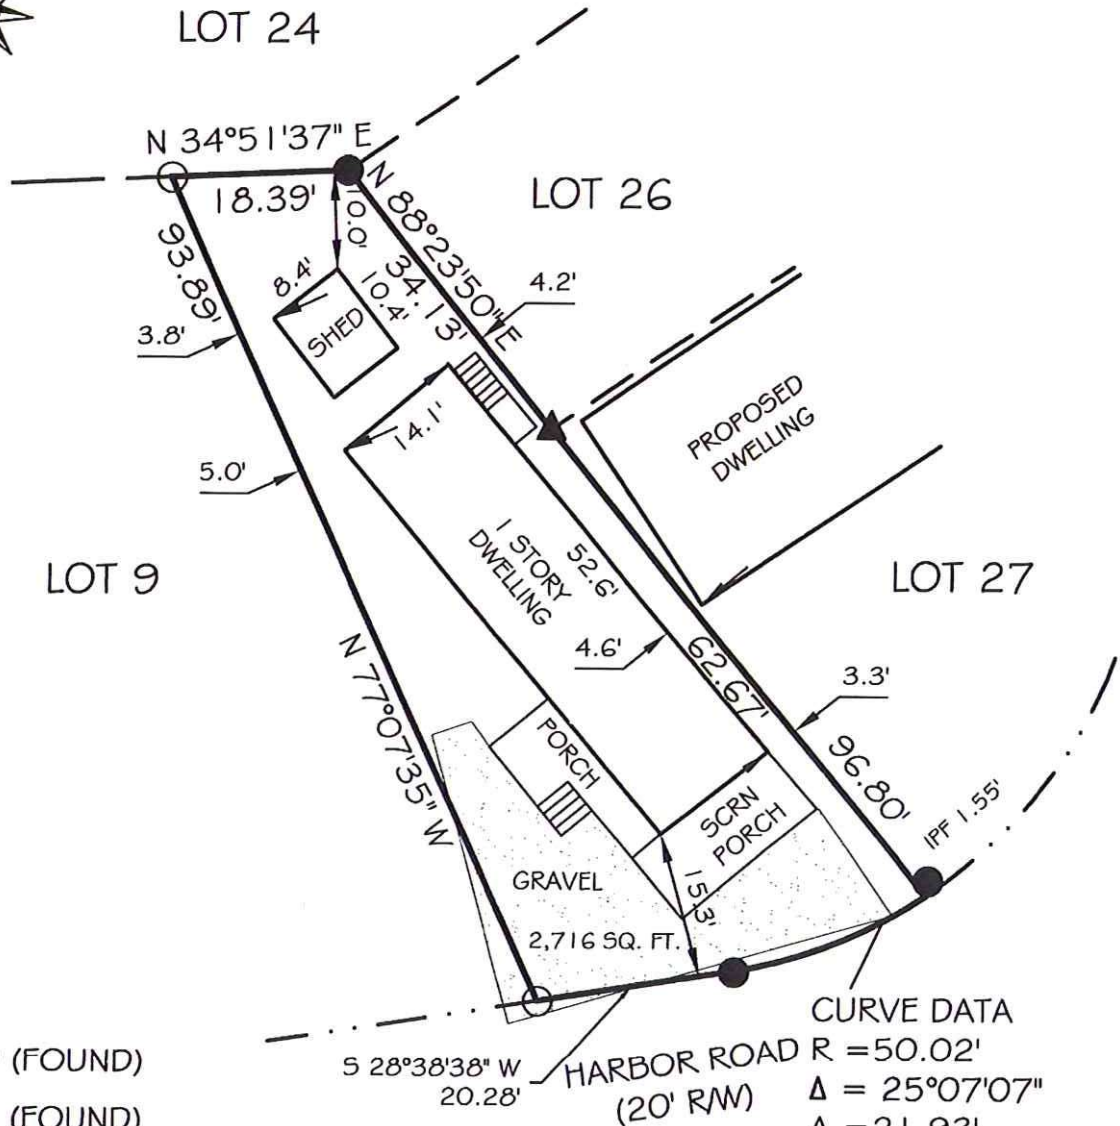 LOT 24
N 34°51'37" E
18.39'
LOT 26
N 88°23'50" E
34.13'
10.0'
93.89'
8.4'
10.4'
SHED
4.2'
3.8'
14.1'
PROPOSED
DWELLING
5.0'
1 STORY
DWELLING
52.6'
LOT 9
LOT 27
4.6'
62.67'
3.3'
N 77°07'35" W
PORCH
96.80'
SCRN
PORCH
IPF 1.55'
GRAVEL
15.3'
2,716 SQ. FT.
CURVE DATA
(FOUND)
S 28°38'38" W
20.28'
HARBOR ROAD
(20' R/W)
R =50.02'
Δ = 25°07'07"
(FOUND)